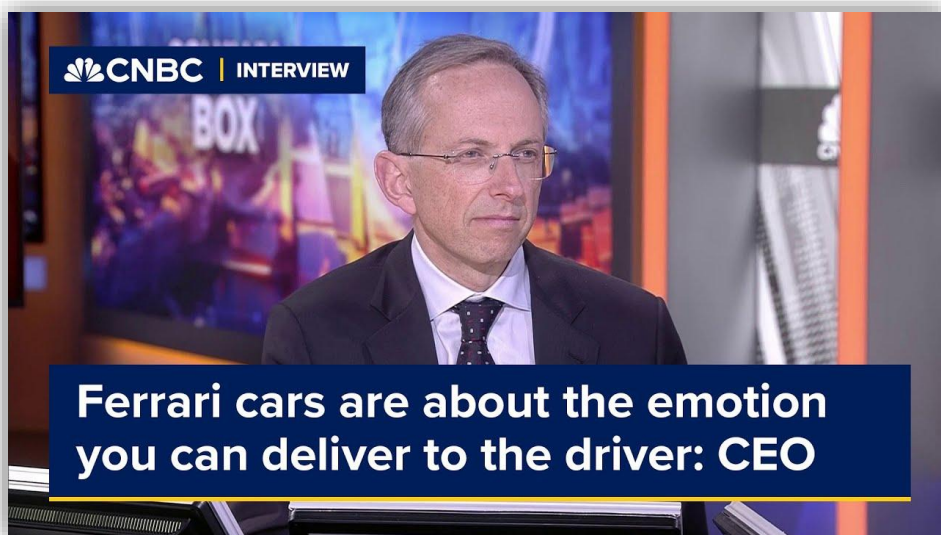 CNBC | INTERVIEW
BOX
Ferrari cars are about the emotion
you can deliver to the driver: CEO